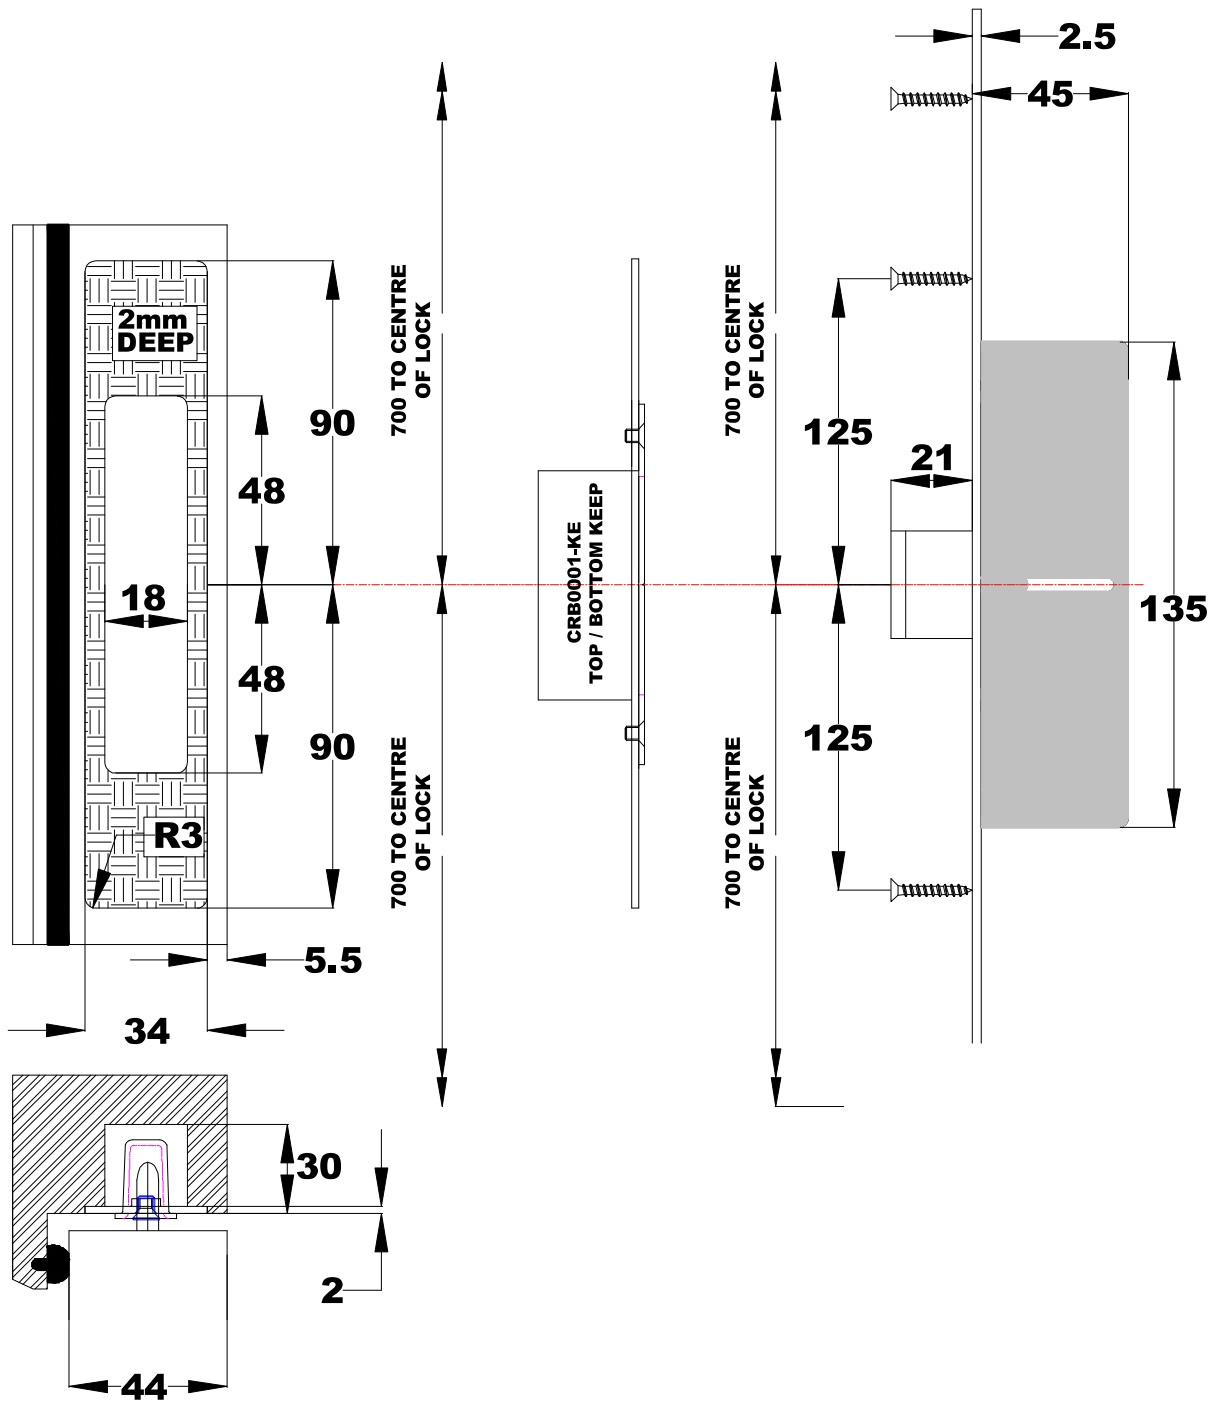 2.5
45
2mm
DEEP
700 TO CENTRE
OF LOCK
700 TO CENTRE
OF LOCK
90
125
21
48
CRB0001-KE
TOP / BOTTOM KEEP
18
135
48
90
125
700 TO CENTRE
OF LOCK
700 TO CENTRE
OF LOCK
R3
5.5
34
30
2
44